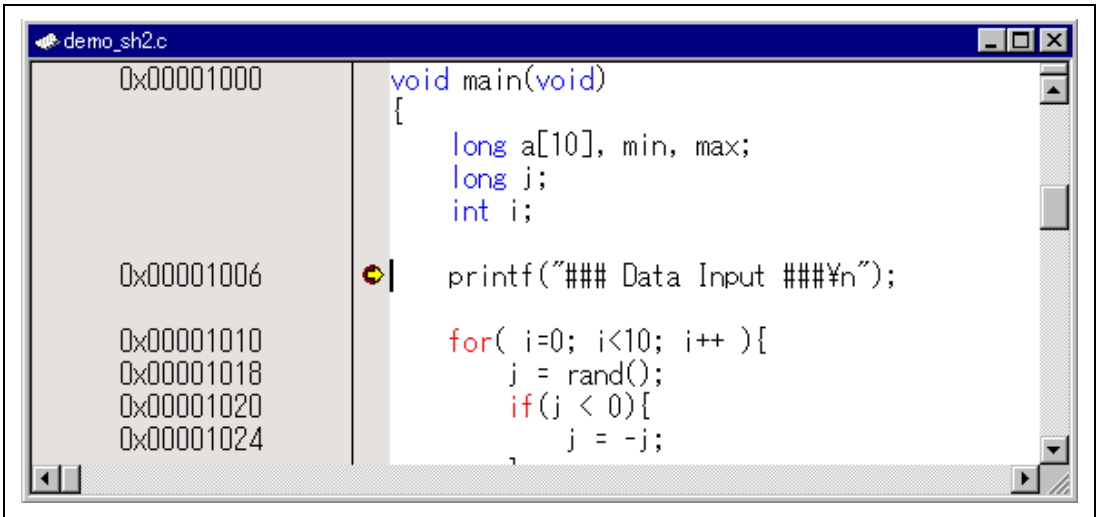 demo_sh2.c
0x00001000 void main(void)
{
long a[10], min, max;
long j;
int i;
0x00001006 printf("### Data Input ###¥n");
0x00001010 for( i=0; i<10; i++ ){
0x00001018 j = rand();
0x00001020 if(j < 0){
0x00001024 j = -j;